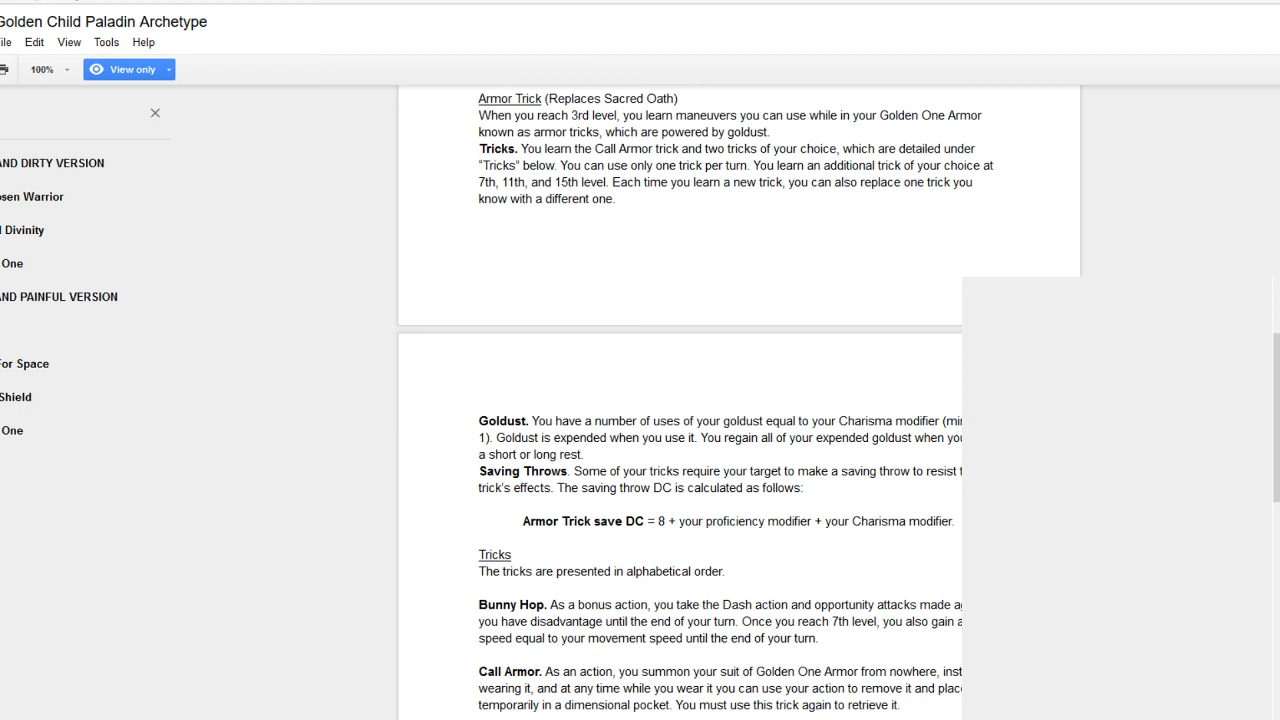 Golden Child Paladin Archetype
Edit View Tools Help
100% View only
AND DIRTY VERSION
Warrior
Divinity
One
AND PAINFUL VERSION
For Space
Shield
One
Armor Trick (Replaces Sacred Oath)
When you reach 3rd level, you learn maneuvers you can use while in your Golden One Armor
known as armor tricks, which are powered by goldust.
Tricks. You learn the Call Armor trick and two tricks of your choice, which are detailed under
“Tricks” below. You can use only one trick per turn. You learn an additional trick of your choice at
7th, 11th, and 15th level. Each time you learn a new trick, you can also replace one trick you
know with a different one.
Goldust. You have a number of uses of your goldust equal to your Charisma modifier
1). Goldust is expended when you use it. You regain all of your expended goldust when
a short or long rest.
Saving Throws. Some of your tricks require your target to make a saving throw to resist
trick's effects. The saving throw DC is calculated as follows:
Armor Trick save DC = 8 + your proficiency modifier + your Charisma modifier.
Tricks
The tricks are presented in alphabetical order.
Bunny Hop. As a bonus action, you take the Dash action and opportunity attacks made
you have disadvantage until the end of your turn. Once you reach 7th level, you also gain a
speed equal to your movement speed until the end of your turn.
Call Armor. As an action, you summon your suit of Golden One Armor from nowhere,
wearing it, and at any time while you wear it you can use your action to remove it and
temporarily in a dimensional pocket. You must use this trick again to retrieve it.